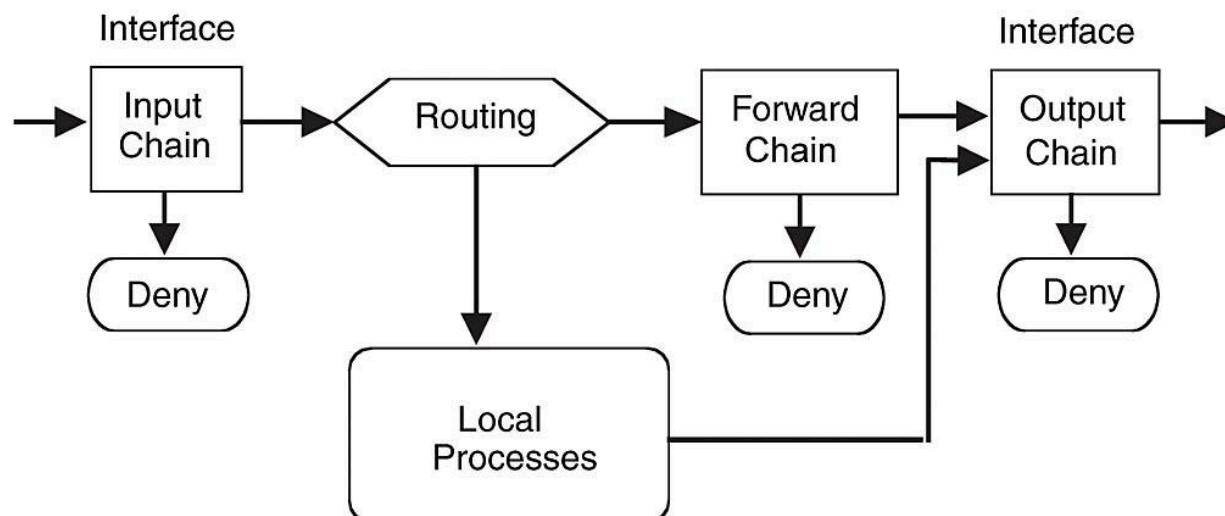 Interface
Interface
Input
Chain
Routing
Forward
Chain
Output
Chain
Deny
Deny
Deny
Local
Processes